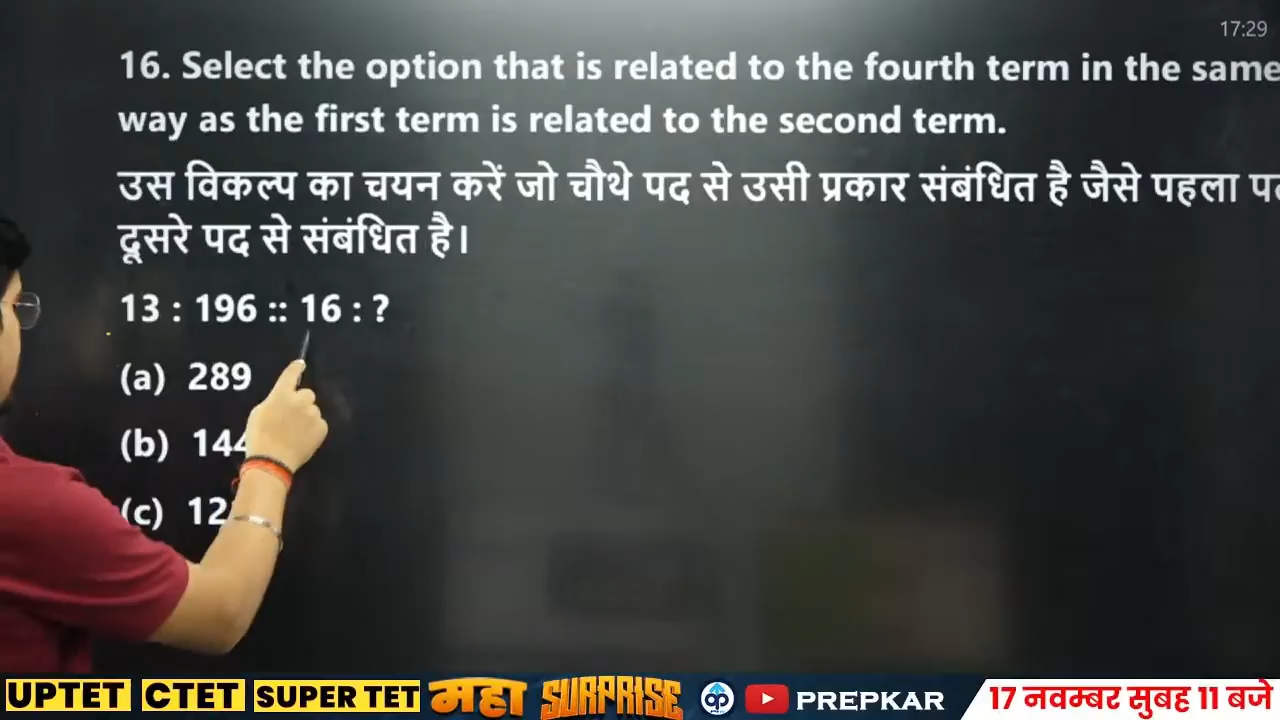 17:29
16. Select the option that is related to the fourth term in the same
way as the first term is related to the second term.
उस विकल्प का चयन करें जो चौथे पद से उसी प्रकार संबंधित है जैसे पहला
दूसरे पद से संबंधित है।
13 : 196 :: 16 : ?
(a) 289
(b) 144
(c) 12
UPTET CTET SUPER TET महा SURPRISE PREPKAR 17 नवम्बर सुबह 11 बजे